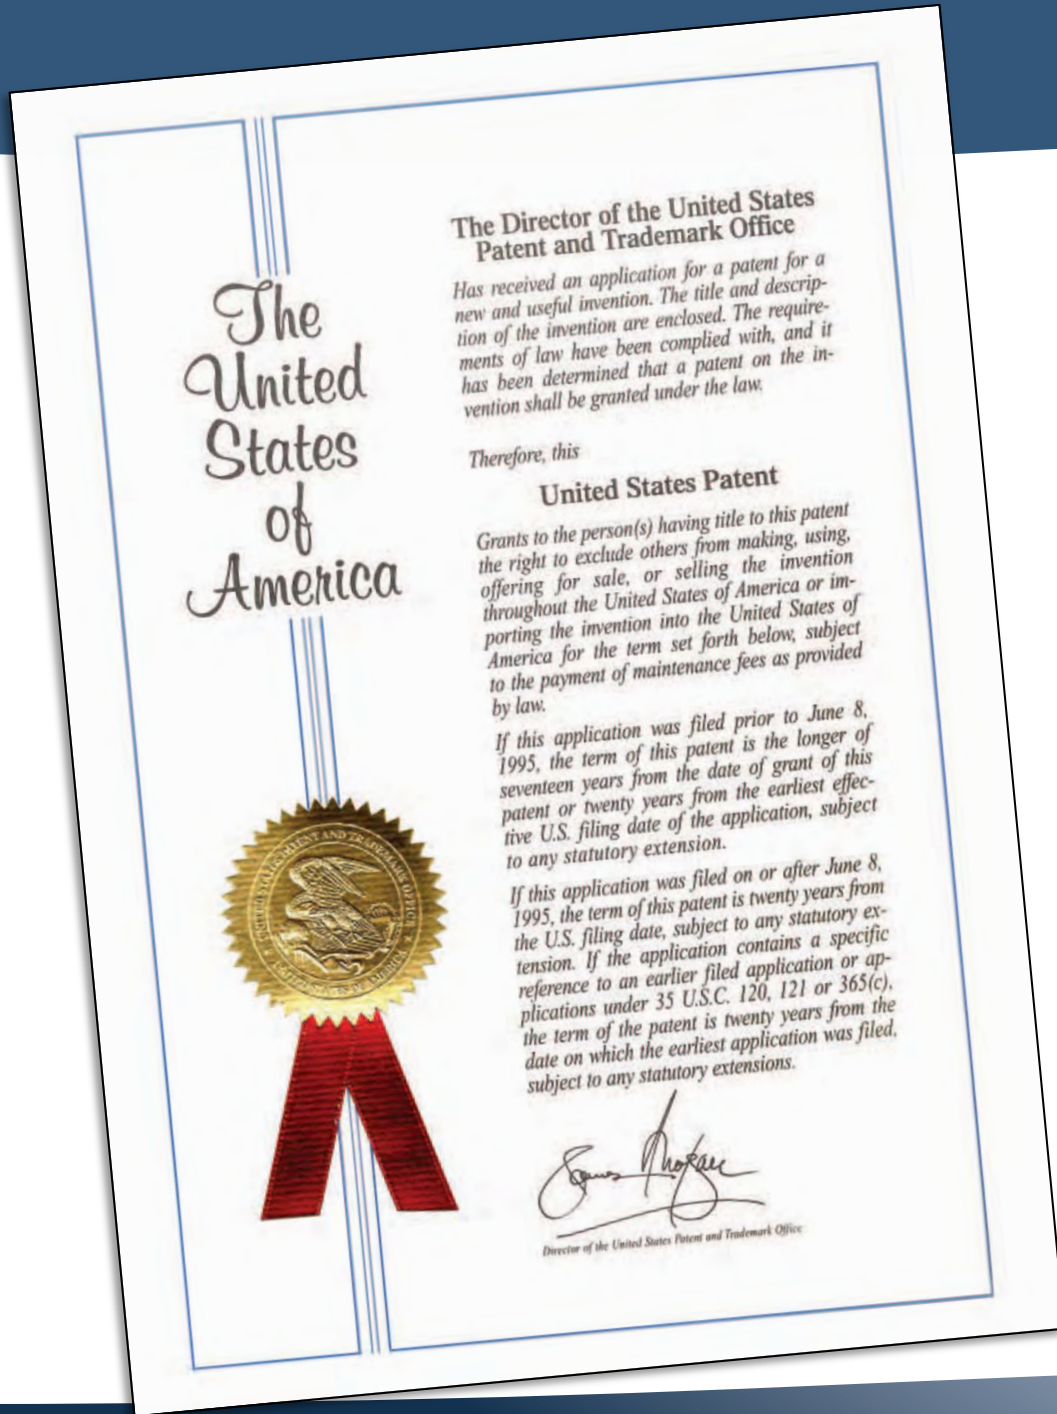 The
United
States
of
America
The Director of the United States
Patent and Trademark Office
Has received an application for a patent for a
new and useful invention. The title and descrip-
tion of the invention are enclosed. The require-
ments of law have been complied with, and it
has been determined that a patent on the in-
vention shall be granted under the law.
Therefore, this
United States Patent
Grants to the person(s) having title to this patent
the right to exclude others from making, using,
offering for sale, or selling the invention
throughout the United States of America or im-
porting the invention into the United States of
America for the term set forth below, subject
to the payment of maintenance fees as provided
by law.
If this application was filed prior to June 8,
1995, the term of this patent is the longer of
seventeen years from the date of grant of this
patent or twenty years from the earliest effec-
tive U.S. filing date of the application, subject
to any statutory extension.
If this application was filed on or after June 8,
1995, the term of this patent is twenty years from
the U.S. filing date, subject to any statutory ex-
tension. If the application contains a specific
reference to an earlier filed application or ap-
plications under 35 U.S.C. 120, 121 or 365(c),
the term of the patent is twenty years from the
date on which the earliest application was filed,
subject to any statutory extensions.
Director of the United States Patent and Trademark Office
PATENT AND TRADEMARK OFFICE
UNITED STATES OF AMERICA